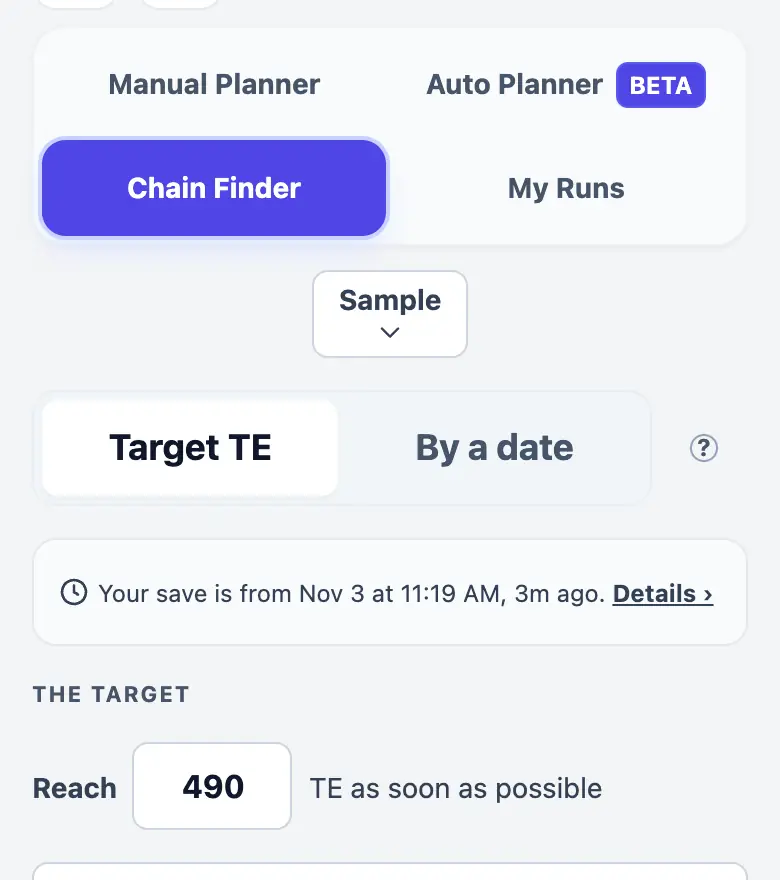 Manual Planner
Auto Planner BETA
Chain Finder
My Runs
Sample
Target TE
By a date
?
Your save is from Nov 3 at 11:19 AM, 3m ago. Details ›
THE TARGET
Reach 490 TE as soon as possible